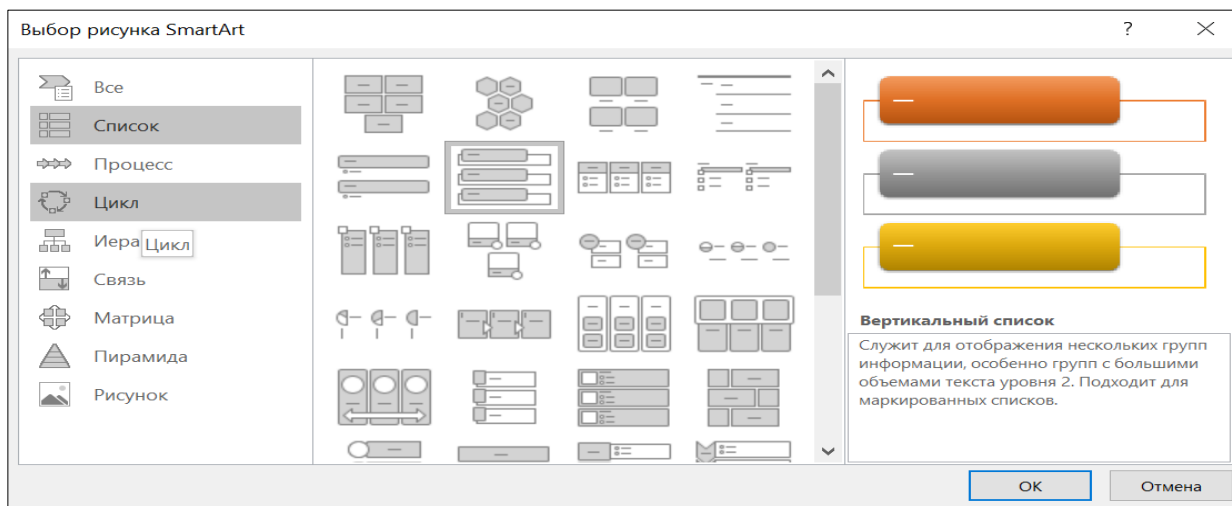 Выбор рисунка SmartArt
?
Все
Список
Процесс
Цикл
Иера
Цикл
Связь
Матрица
Пирамида
Рисунок
Вертикальный список
Служит для отображения нескольких групп
информации, особенно групп с большими
объемами текста уровня 2. Подходит для
маркированных списков.
ОК
Отмена